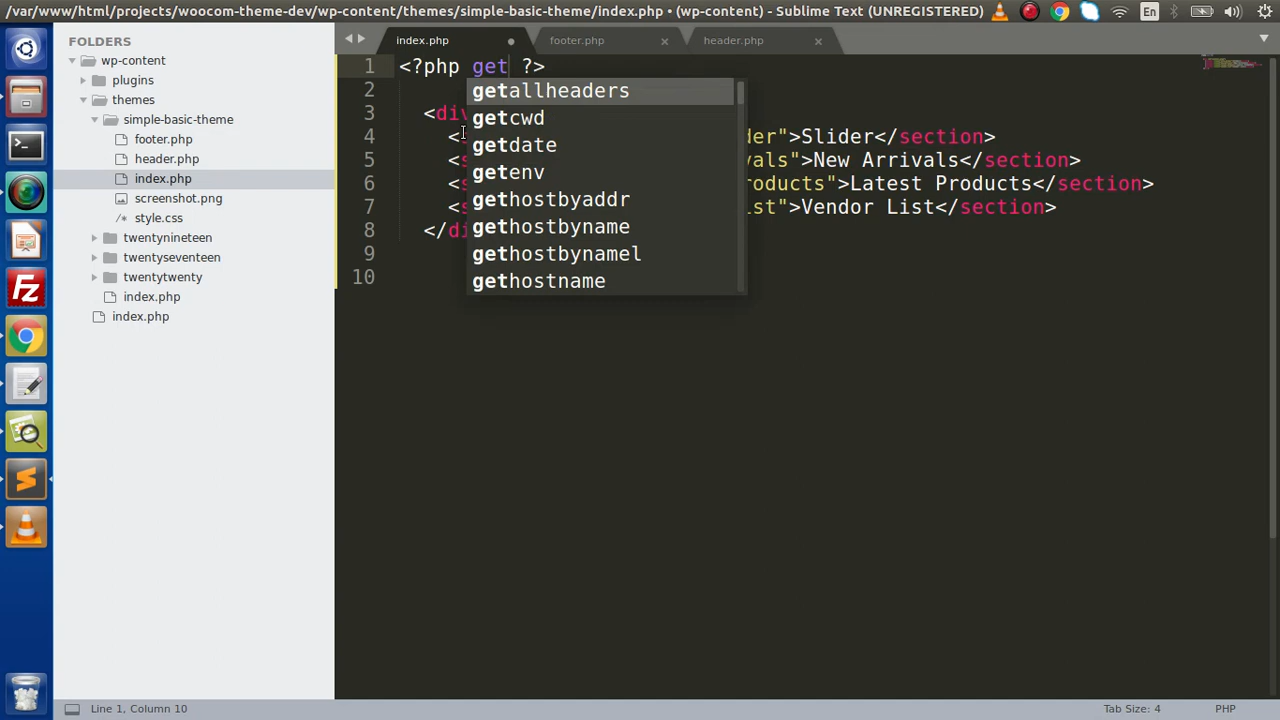 /var/www/html/projects/woocom-theme-dev/wp-content/themes/simple-basic-theme/index.php • (wp-content) - Sublime Text (UNREGISTERED)
En
FOLDERS
wp-content
plugins
themes
simple-basic-theme
footer.php
header.php
index.php
screenshot.png
/* style.css
twentynineteen
twentyseventeen
twentytwenty
index.php
index.php
index.php
footer.php
header.php
1 <?php get ?>
2
3 <div
4 < der">Slider</section>
5 <s vals">New Arrivals</section>
6 <s roducts">Latest Products</section>
7 <s st">Vendor List</section>
8 </di
9
10
getallheaders
getcwd
getdate
getenv
gethostbyaddr
gethostbyname
gethostbynamel
gethostname
Line 1, Column 10
Tab Size: 4
PHP